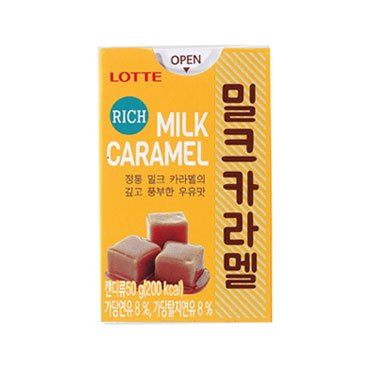 OPEN
LOTTE
RICH
MILK
CARAMEL
정통 밀크 카라멜의
깊고 풍부한 우유맛
밀크카라멜
캔디류50 g(200 kcal)
가당연유 8 %, 가당탈지연유 8 %